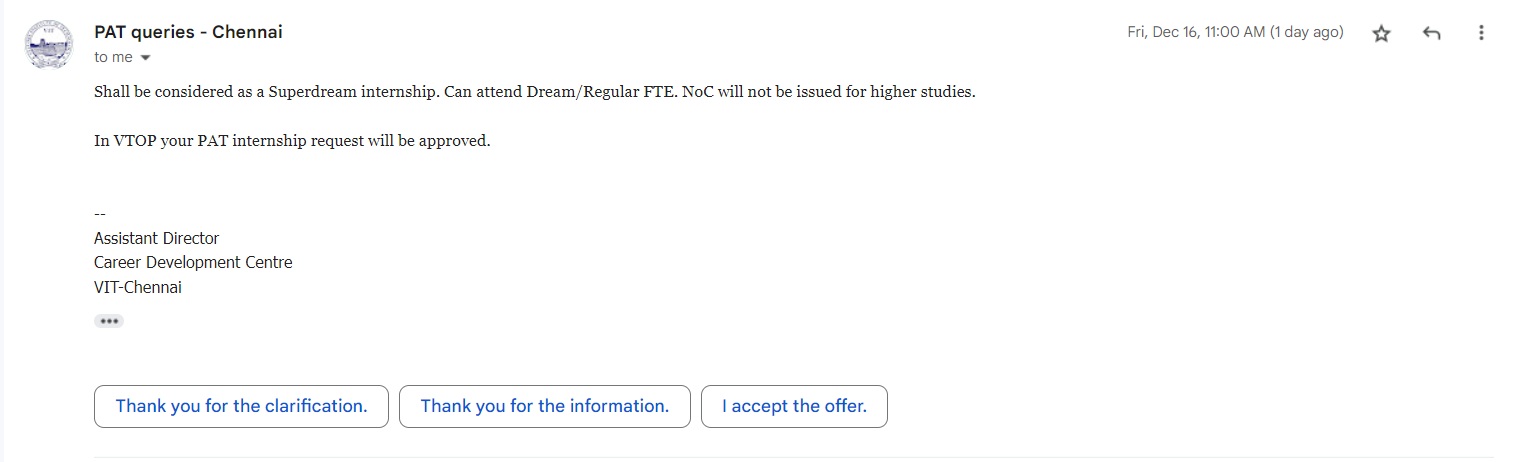 PAT queries - Chennai
Fri, Dec 16, 11:00 AM (1 day ago)
to me
Shall be considered as a Superdream internship. Can attend Dream/Regular FTE. NoC will not be issued for higher studies.
In VTOP your PAT internship request will be approved.
--
Assistant Director
Career Development Centre
VIT-Chennai
Thank you for the clarification.
Thank you for the information.
I accept the offer.